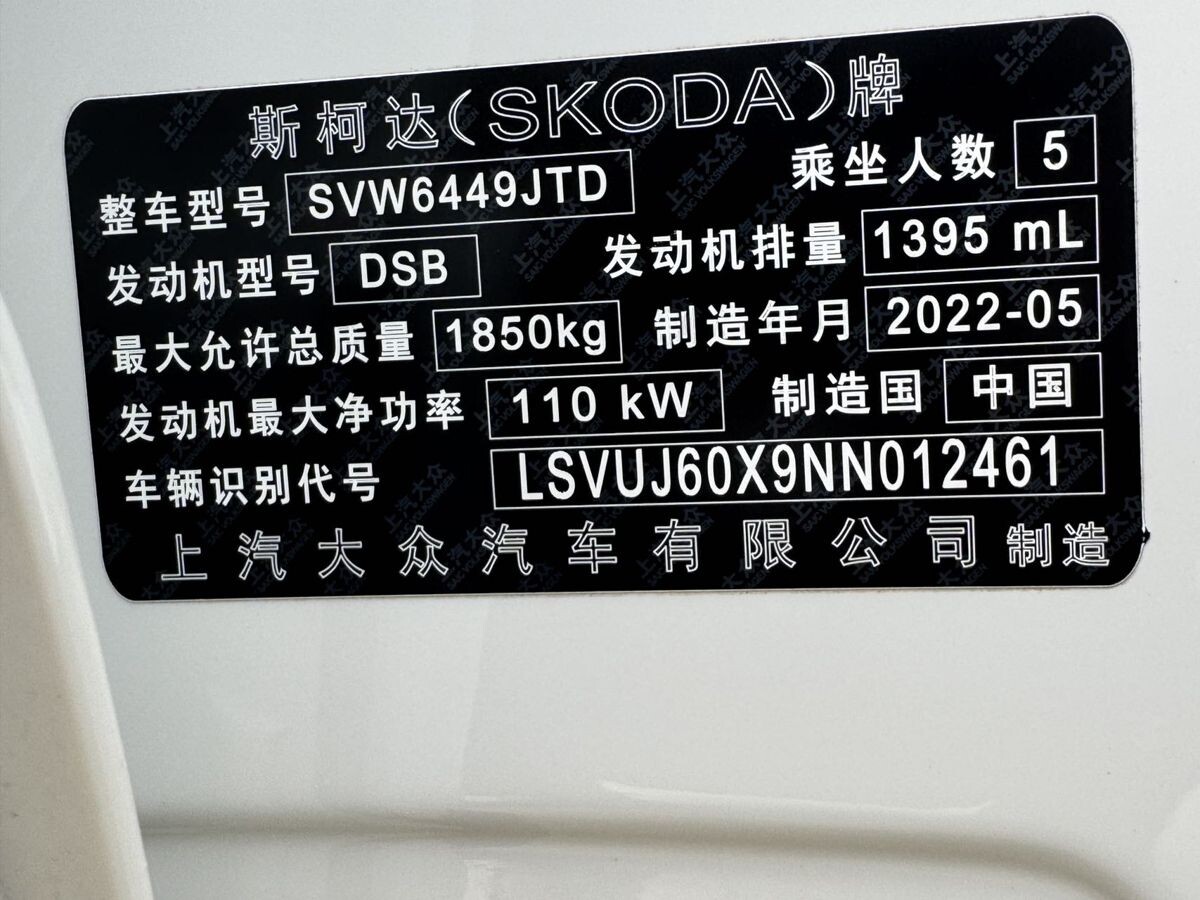 斯柯达(SKODA)牌
整车型号 SVW6449JTD 乘坐人数 5
发动机型号 DSB 发动机排量 1395 mL
最大允许总质量 1850kg 制造年月 2022-05
发动机最大净功率 110 kW 制造国 中国
车辆识别代号 LSVUJ60X9NN012461
上汽大众汽车有限公司 制造